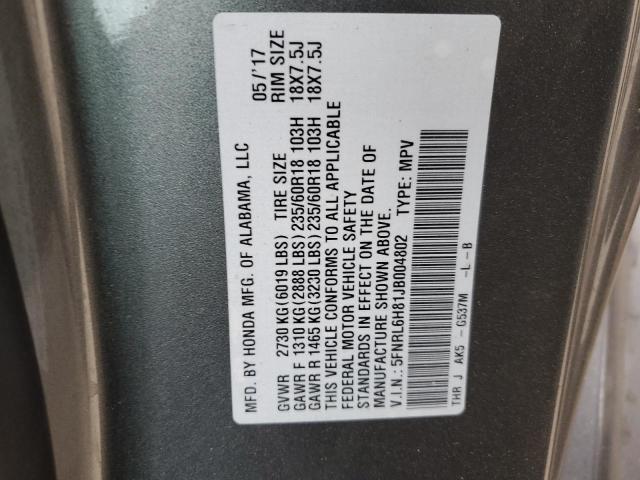 MFD. BY HONDA MFG. OF ALABAMA, LLC 05/'17
GVWR 2730 KG (6019 LBS) TIRE SIZE RIM SIZE
GAWR F 1310 KG (2888 LBS) 235/60R18 103H 18X7.5J
GAWR R 1465 KG (3230 LBS) 235/60R18 103H 18X7.5J
THIS VEHICLE CONFORMS TO ALL APPLICABLE
FEDERAL MOTOR VEHICLE SAFETY
STANDARDS IN EFFECT ON THE DATE OF
MANUFACTURE SHOWN ABOVE.
V.I.N.: 5FNRL6H81JB004802 TYPE: MPV
THR J AK5 - G537M -L-B